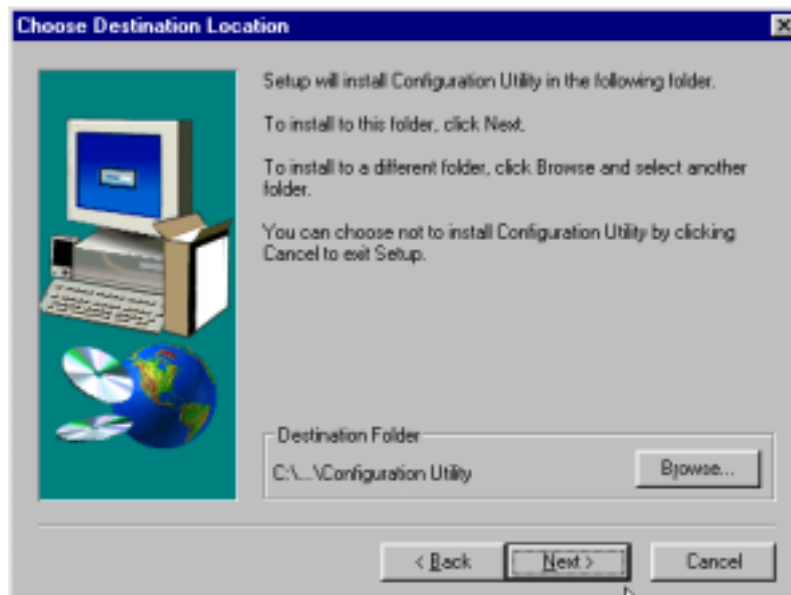 Choose Destination Location
Setup will install Configuration Utility in the following folder.
To install to this folder, click Next.
To install to a different folder, click Browse and select another
folder.
You can choose not to install Configuration Utility by clicking
Cancel to exit Setup.
Destination Folder
C:\...\Configuration Utility
Browse...
< Back
Next >
Cancel